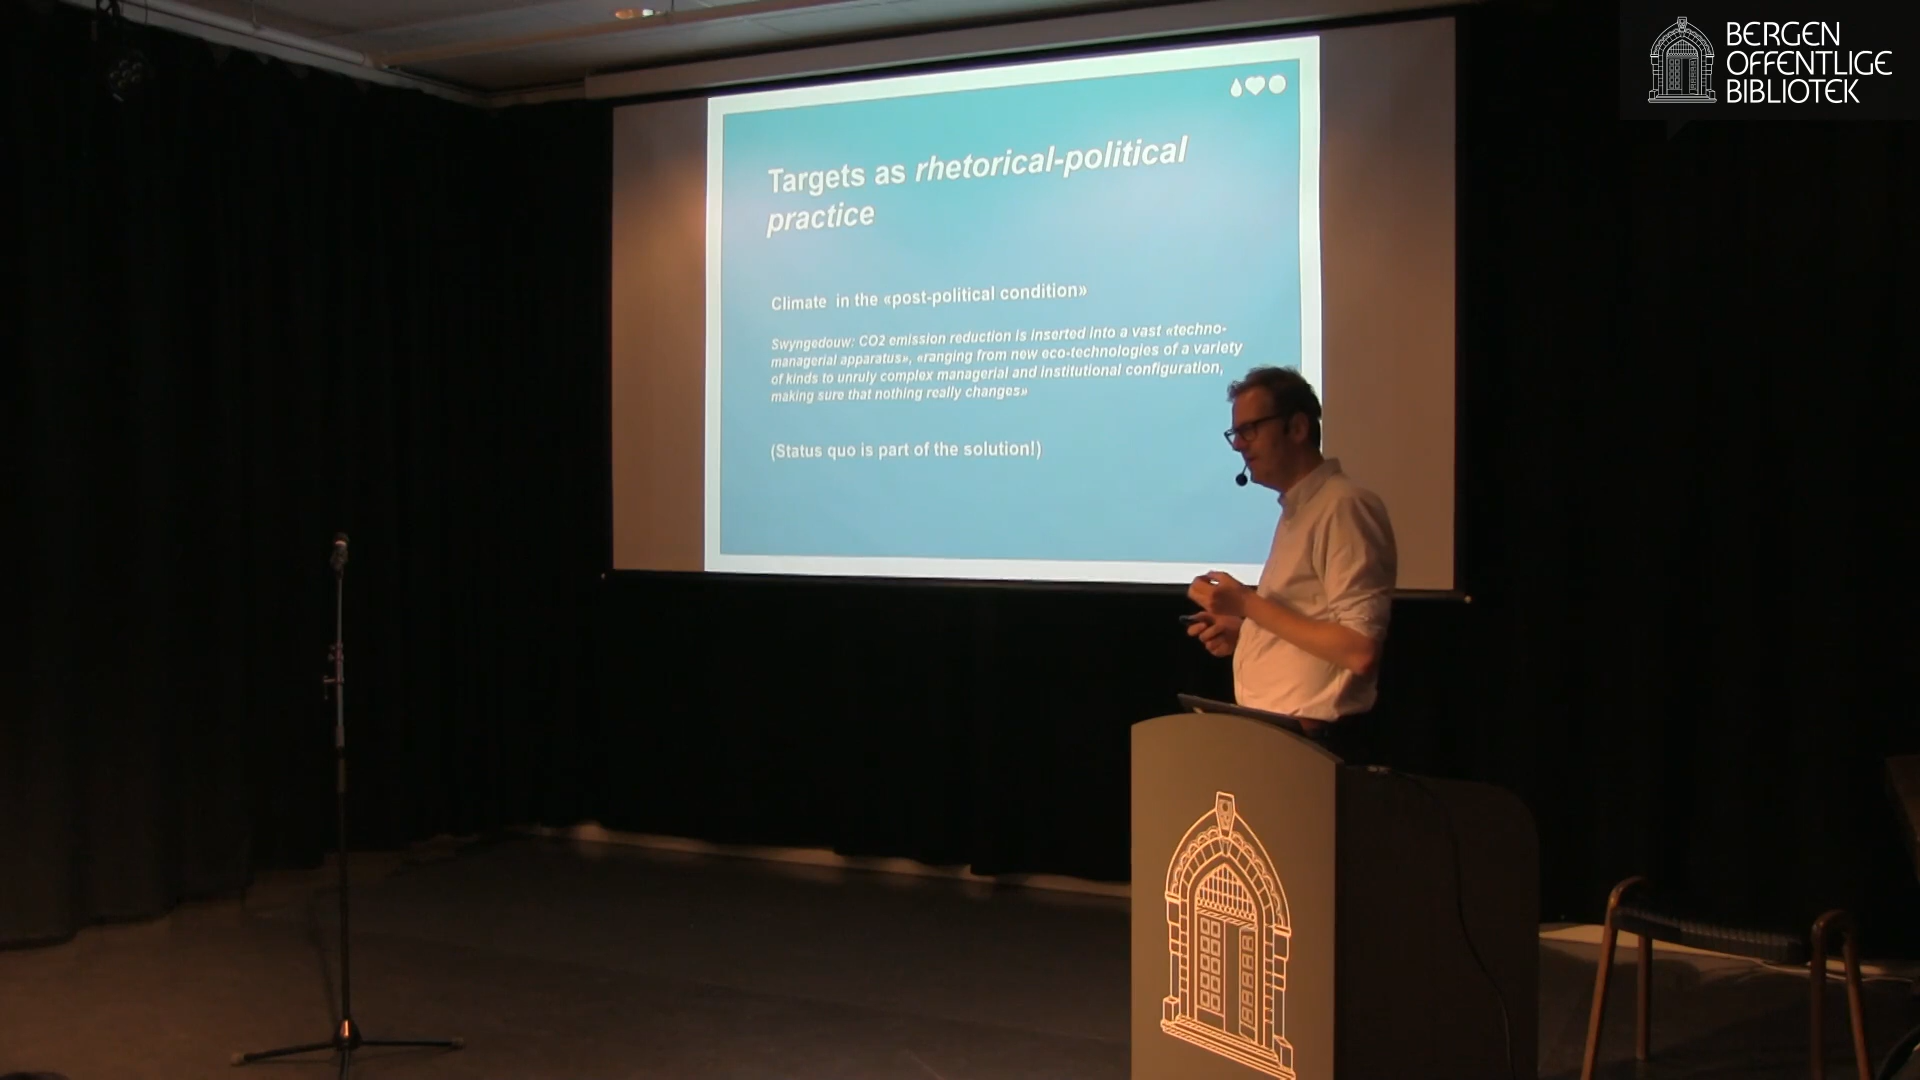 BERGEN
OFFENTLIGE
BIBLIOTEK
Targets as rhetorical-political
practice
Climate in the «post-political condition»
Swyngedouw: CO2 emission reduction is inserted into a vast «techno-
managerial apparatus», «ranging from new eco-technologies of a variety
of kinds to unruly complex managerial and institutional configuration,
making sure that nothing really changes»
(Status quo is part of the solution!)